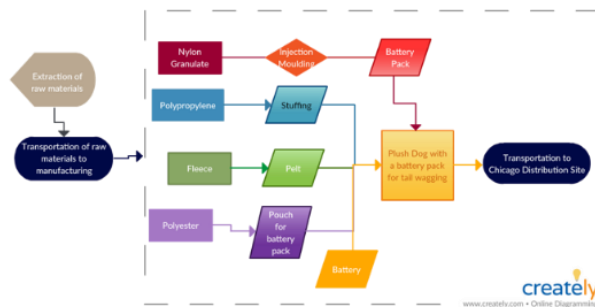 Extraction of
raw materials
Transportation of raw
materials to
manufacturing
Nylon
Granulate
Injection
Moulding
Battery
Pack
Polypropylene
Stuffing
Fleece
Pelt
Polyester
Pouch
for
battery
pack
Battery
Plush Dog with
a battery pack
for tail wagging
Transportation to
Chicago Distribution Site
creately
www.creately.com • Online Diagramming